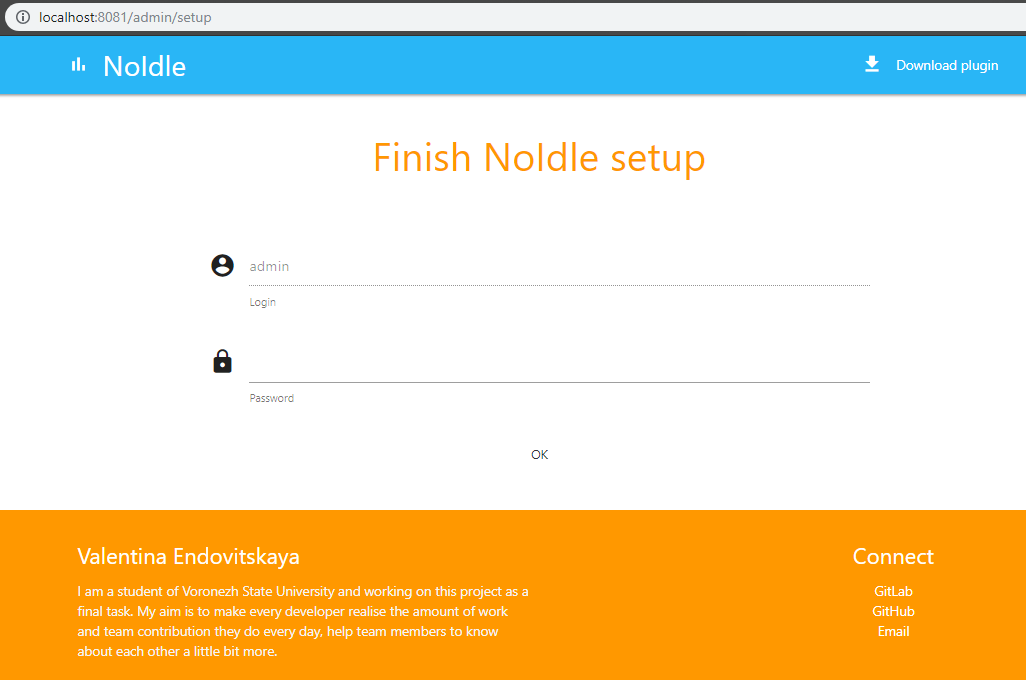 localhost:8081/admin/setup
NoIdle
Download plugin
Finish NoIdle setup
admin
Login
Password
OK
Valentina Endovitskaya
I am a student of Voronezh State University and working on this project as a
final task. My aim is to make every developer realise the amount of work
and team contribution they do every day, help team members to know
about each other a little bit more.
Connect
GitLab
GitHub
Email